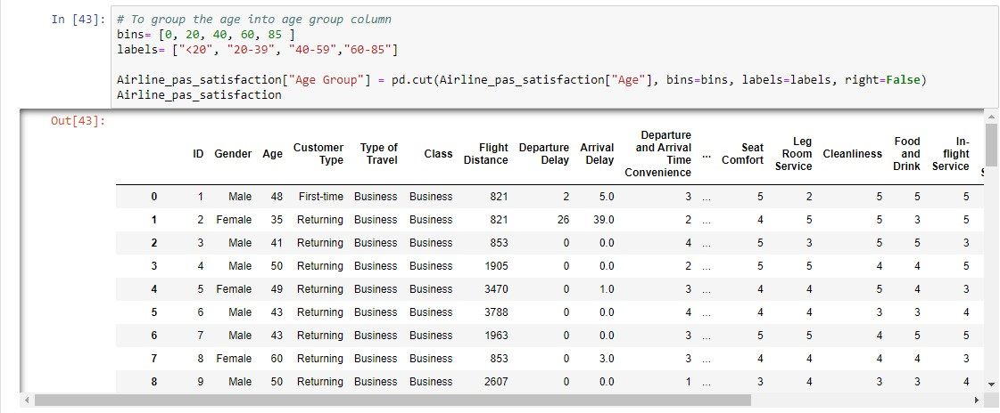 In [43]:
# To group the age into age group column
bins= [0, 20, 40, 60, 85 ]
labels= ["<20", "20-39", "40-59","60-85"]
Airline_pas_satisfaction["Age Group"] = pd.cut(Airline_pas_satisfaction["Age"], bins=bins, labels=labels, right=False)
Airline_pas_satisfaction
Out[43]:
ID Gender Age Customer Type Type of Travel Class Flight Distance Departure Delay Arrival Delay Departure and Arrival Time Convenience ... Seat Comfort Leg Room Service Cleanliness Food and Drink In-flight Service
0 1 Male 48 First-time Business Business 821 2 5.0 3 ... 5 2 5 5 5
1 2 Female 35 Returning Business Business 821 26 39.0 2 ... 4 5 5 3 5
2 3 Male 41 Returning Business Business 853 0 0.0 4 ... 5 3 5 5 3
3 4 Male 50 Returning Business Business 1905 0 0.0 2 ... 5 5 4 4 5
4 5 Female 49 Returning Business Business 3470 0 1.0 3 ... 4 4 5 4 3
5 6 Male 43 Returning Business Business 3788 0 0.0 4 ... 4 4 3 3 4
6 7 Male 43 Returning Business Business 1963 0 0.0 3 ... 5 5 4 5 5
7 8 Female 60 Returning Business Business 853 0 3.0 3 ... 4 4 4 4 3
8 9 Male 50 Returning Business Business 2607 0 0.0 1 ... 3 4 3 3 4